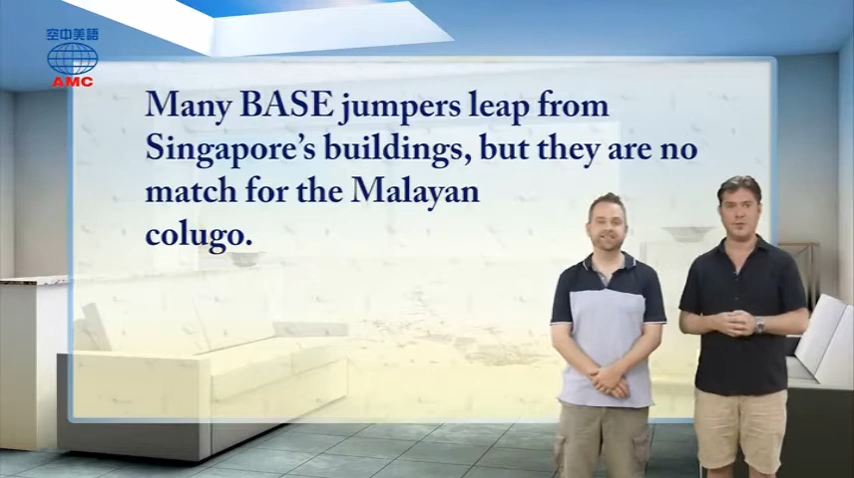 空中美語
AMC
Many BASE jumpers leap from
Singapore's buildings, but they are no
match for the Malayan
colugo.